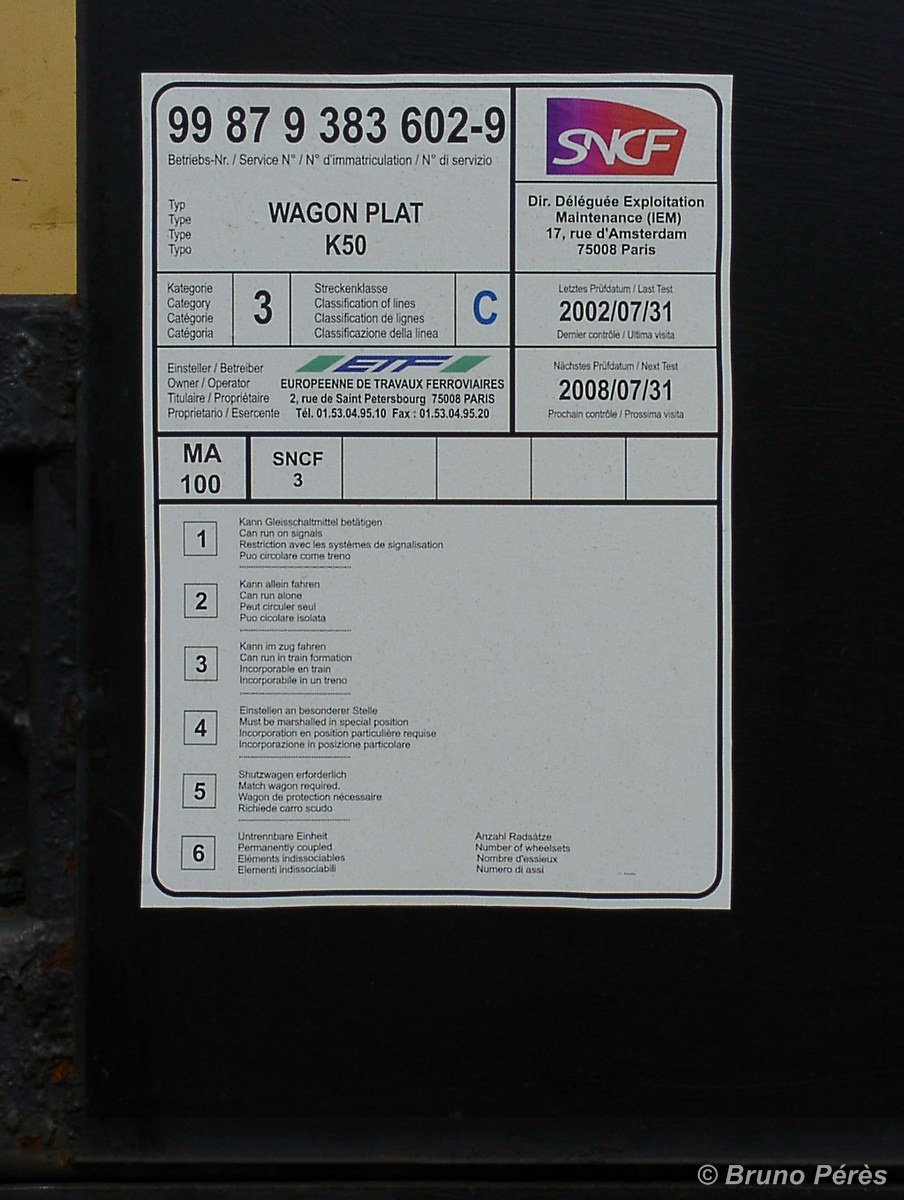 99 87 9 383 602-9
Betriebs-Nr. / Service N° / N° d'immatriculation / N° di servizio
Typ
Type
Type
Typo
WAGON PLAT
K50
SNCF
Dir. Déléguée Exploitation
Maintenance (IEM)
17, rue d'Amsterdam
75008 Paris
Kategorie
Category
Catégorie
Catégoria
3
Streckenklasse
Classification of lines
Classification de lignes
Classificazione della linea
C
Letztes Prüfdatum / Last Test
2002/07/31
Dernier contrôle / Ultima visita
Einsteller / Betreiber
Owner / Operator
Titulaire / Propriétaire
Proprietario / Esercente
ETF
EUROPEENNE DE TRAVAUX FERROVIAIRES
2, rue de Saint Petersbourg 75008 PARIS
Tél. 01.53.04.95.10 Fax : 01.53.04.95.20
Nächstes Prüfdatum / Next Test
2008/07/31
Prochain contrôle / Prossima visita
MA
100
SNCF
3
1
Kann Gleisschaltmittel betätigen
Can run on signals
Restriction avec les systèmes de signalisation
Puo circolare come treno
2
Kann allein fahren
Can run alone
Peut circuler seul
Puo cicolare isolata
3
Kann im zug fahren
Can run in train formation
Incorporable en train
Incorporabile in un treno
4
Einstellen an besonderer Stelle
Must be marshalled in special position
Incorporation en position particulière requise
Incorporazione in posizione particolare
5
Shutzwagen erforderlich
Match wagon required.
Wagon de protection nécessaire
Richiede carro scudo
6
Untrennbare Einheit
Permanently coupled
Eléments indissociables
Elementi indissociabili
Anzahl Radsätze
Number of wheelsets
Nombre d'essieux
Numero di assi
© Bruno Pérès